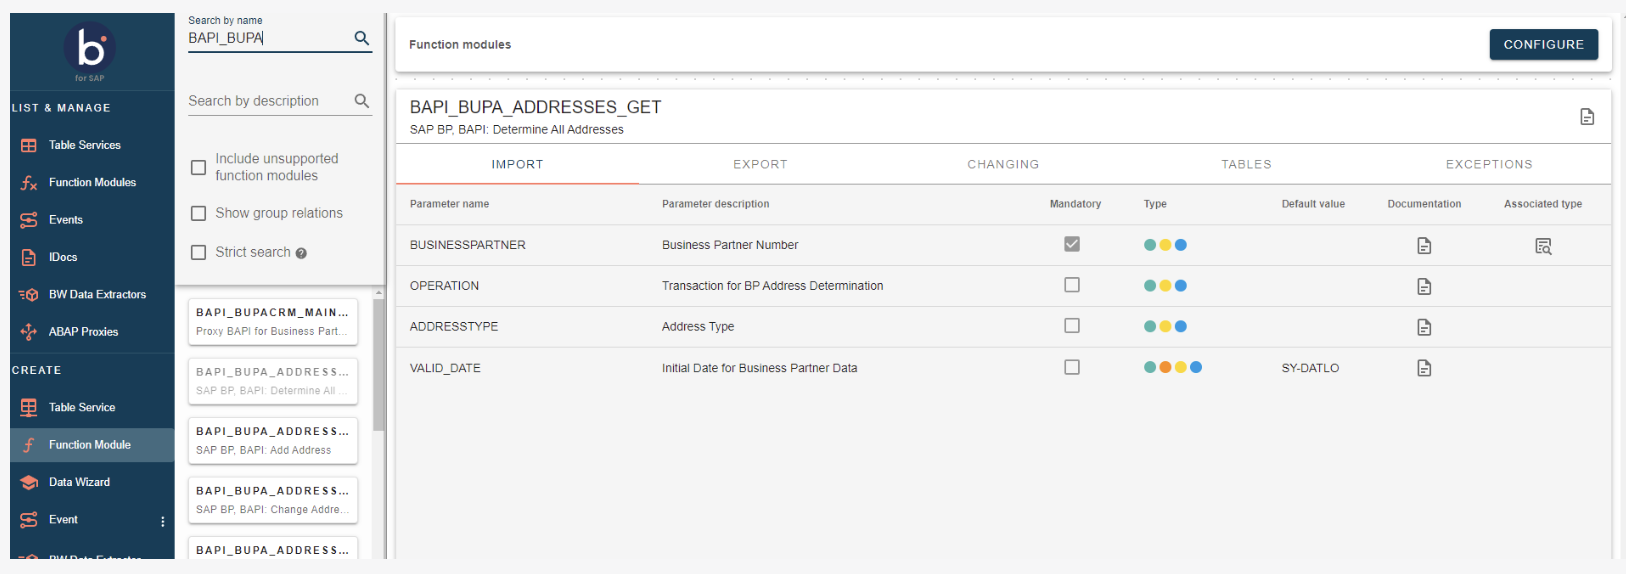 b
for SAP
LIST & MANAGE
Table Services
Function Modules
Events
IDocs
BW Data Extractors
ABAP Proxies
CREATE
Table Service
Function Module
Data Wizard
Event
BW Data Extractor
Search by name
BAPI_BUPA
Search by description
Include unsupported
function modules
Show group relations
Strict search ?
BAPI_BUPACRM_MAIN...
Proxy BAPI for Business Part...
BAPI_BUPA_ADDRESS...
SAP BP, BAPI: Determine All ...
BAPI_BUPA_ADDRESS...
SAP BP, BAPI: Add Address
BAPI_BUPA_ADDRESS...
SAP BP, BAPI: Change Addre...
BAPI_BUPA_ADDRESS...
Function modules
CONFIGURE
BAPI_BUPA_ADDRESSES_GET
SAP BP, BAPI: Determine All Addresses
IMPORT EXPORT CHANGING TABLES EXCEPTIONS
Parameter name Parameter description Mandatory Type Default value Documentation Associated type
BUSINESSPARTNER Business Partner Number
OPERATION Transaction for BP Address Determination
ADDRESSTYPE Address Type
VALID_DATE Initial Date for Business Partner Data SY-DATLO